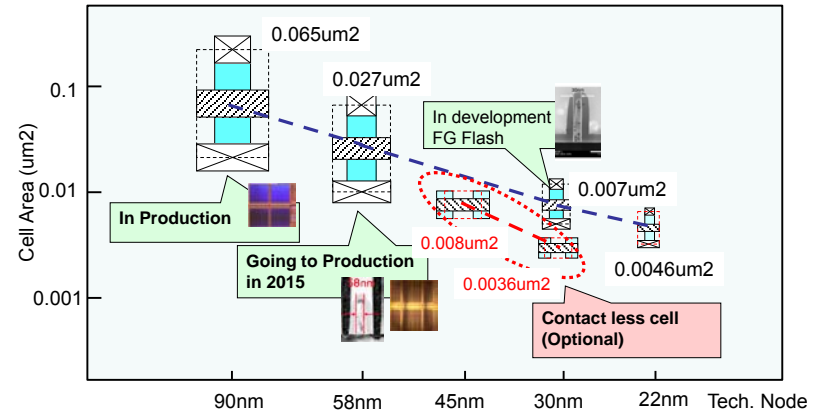 0.065um2
0.027um2
0.1
In development
FG Flash
Cell Area (um2)
0.01
0.007um2
In Production
0.008um2
Going to Production
in 2015
0.0046um2
0.0036um2
58nm
0.001
Contact less cell
(Optional)
90nm
58nm
45nm
30nm
22nm
Tech. Node